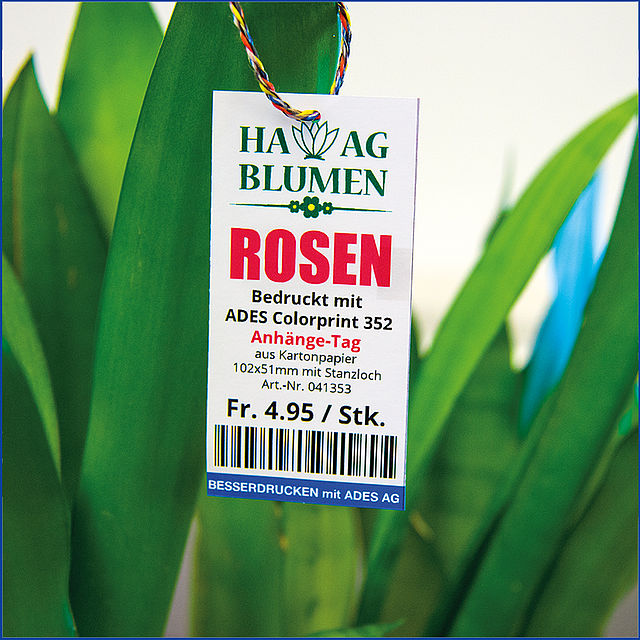 HA AG
BLUMEN
ROSEN
Bedruckt mit
ADES Colorprint 352
Anhänge-Tag
aus Kartonpapier
102x51mm mit Stanzloch
Art.-Nr. 041353
Fr. 4.95 / Stk.
BESSERDRUCKEN mit ADES AG